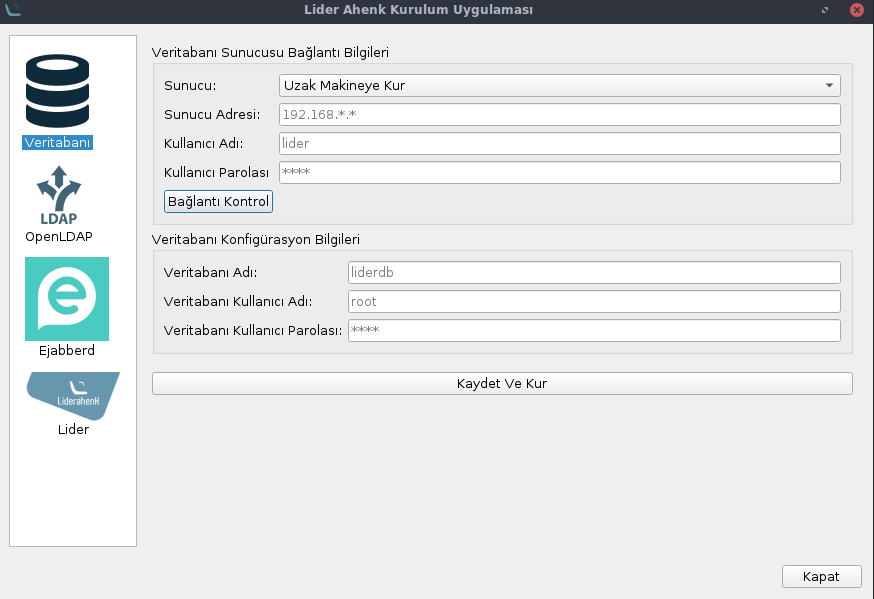 Lider Ahenk Kurulum Uygulaması
Veritabanı
LDAP
OpenLDAP
e
Ejabberd
LiderahenK
Lider
Veritabanı Sunucusu Bağlantı Bilgileri
Sunucu: Uzak Makineye Kur
Sunucu Adresi: 192.168.*.*
Kullanıcı Adı: lider
Kullanıcı Parolası ****
Bağlantı Kontrol
Veritabanı Konfigürasyon Bilgileri
Veritabanı Adı: liderdb
Veritabanı Kullanıcı Adı: root
Veritabanı Kullanıcı Parolası: ****
Kaydet Ve Kur
Kapat